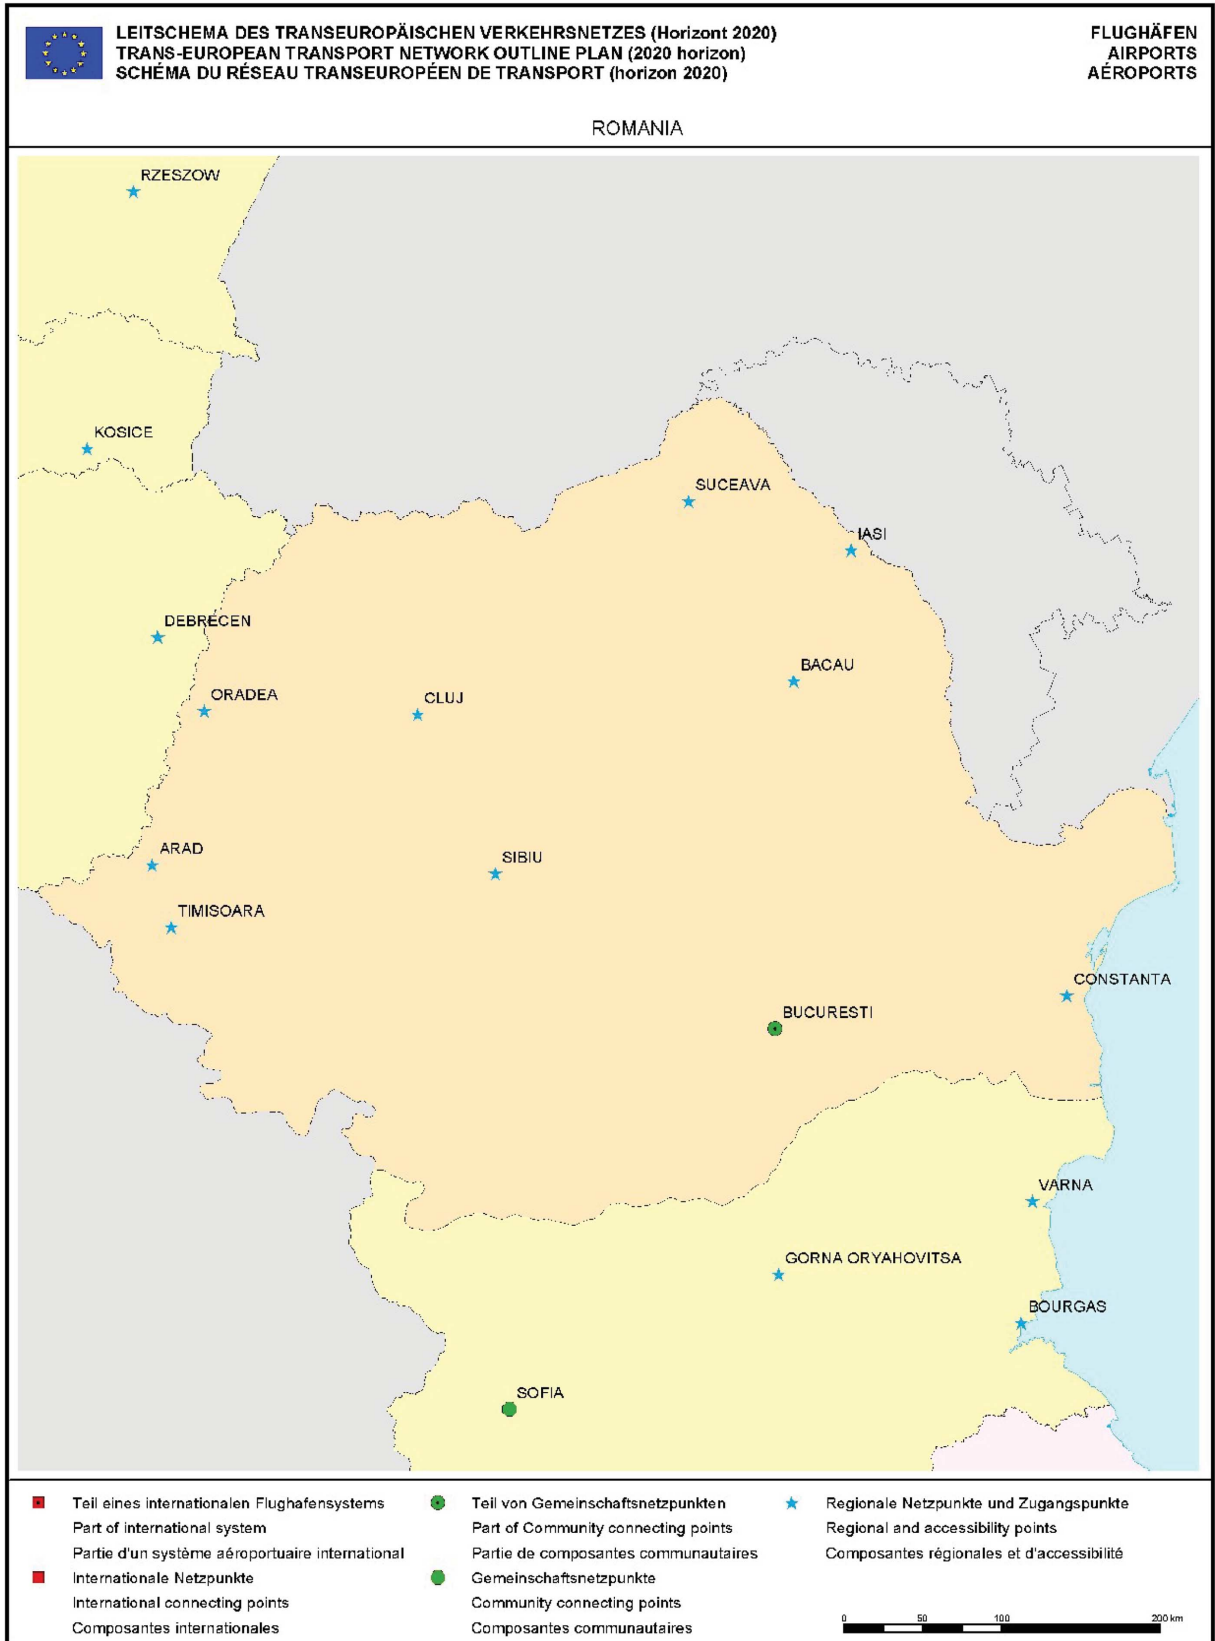 LEITSCHEMA DES TRANSEUROPÄISCHEN VERKEHRSNETZES (Horizont 2020)
TRANS-EUROPEAN TRANSPORT NETWORK OUTLINE PLAN (2020 horizon)
SCHÉMA DU RÉSEAU TRANSEUROPÉEN DE TRANSPORT (horizon 2020)
FLUGHÄFEN
AIRPORTS
AÉROPORTS
ROMANIA
RZESZOW
KOSICE
SUCEAVA
IASI
DEBRECEN
BACAU
ORADEA
CLUJ
ARAD
SIBIU
TIMISOARA
CONSTANTA
BUCURESTI
VARNA
GORNA ORYAHOVITSA
BOURGAS
SOFIA
Teil eines internationalen Flughafensystems
Part of international system
Partie d'un système aéroportuaire international
Internationale Netzpunkte
International connecting points
Composantes internationales
Teil von Gemeinschaftsnetzpunkten
Part of Community connecting points
Partie de composantes communautaires
Gemeinschaftsnetzpunkte
Community connecting points
Composantes communautaires
Regionale Netzpunkte und Zugangspunkte
Regional and accessibility points
Composantes régionales et d'accessibilité
0 50 100 200 km